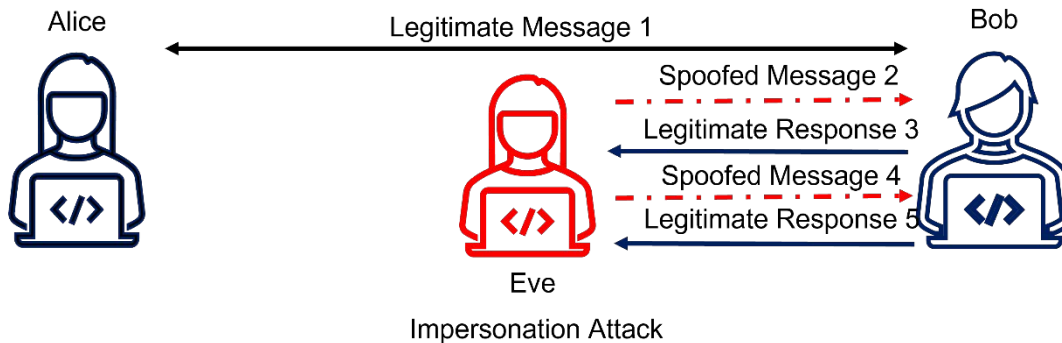 Alice
Bob
Legitimate Message 1
Spoofed Message 2
Legitimate Response 3
Spoofed Message 4
Legitimate Response 5
</>
</>
</>
Eve
Impersonation Attack